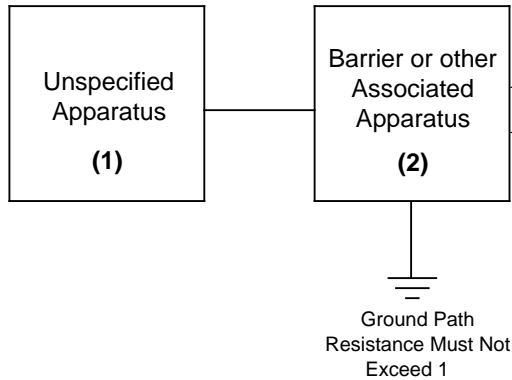 Unspecified
Apparatus
(1)
Barrier or other
Associated
Apparatus
(2)
Ground Path
Resistance Must Not
Exceed 1